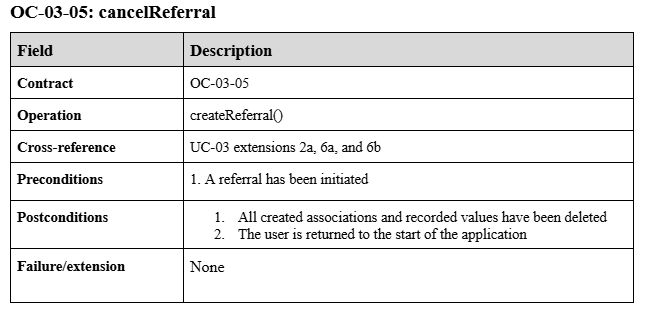 OC-03-05: cancelReferral
Field Description
Contract OC-03-05
Operation createReferral()
Cross-reference UC-03 extensions 2a, 6a, and 6b
Preconditions 1. A referral has been initiated
Postconditions 1. All created associations and recorded values have been deleted
2. The user is returned to the start of the application
Failure/extension None